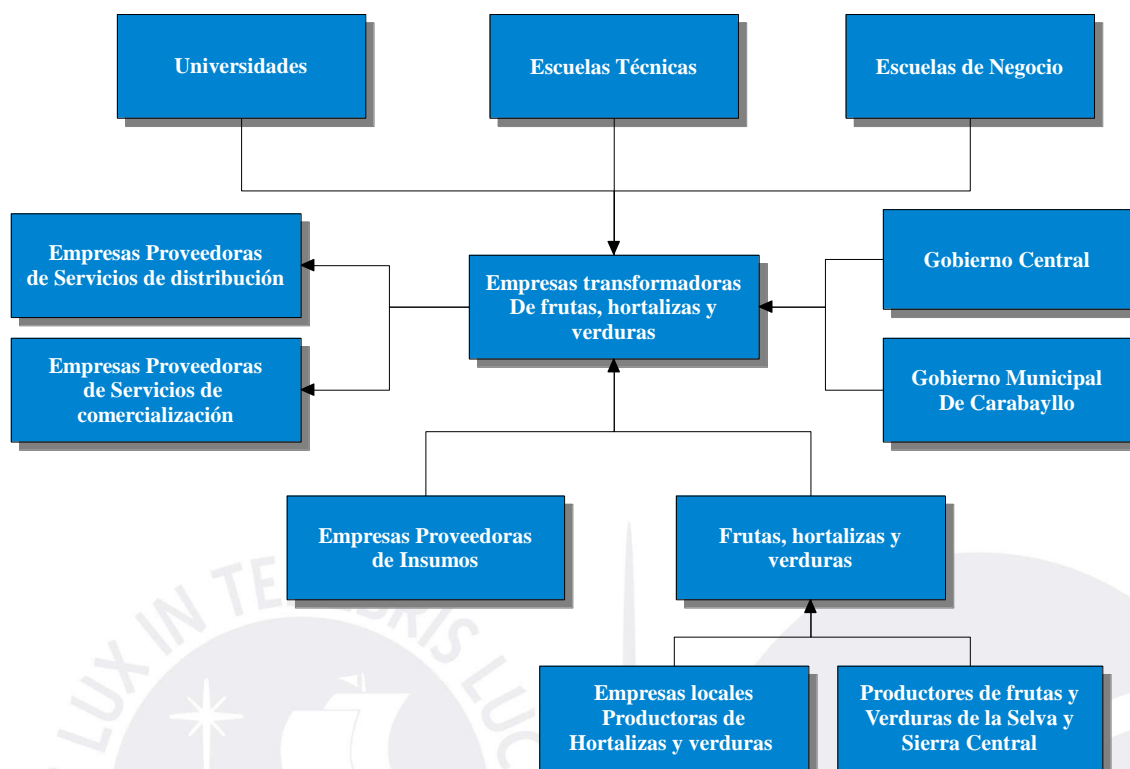 Universidades
Escuelas Técnicas
Escuelas de Negocio
Empresas Proveedoras
de Servicios de distribución
Empresas transformadoras
De frutas, hortalizas y
verduras
Gobierno Central
Empresas Proveedoras
de Servicios de
comercialización
Gobierno Municipal
De Carabayllo
Empresas Proveedoras
de Insumos
Frutas, hortalizas y
verduras
Empresas locales
Productoras de
Hortalizas y verduras
Productores de frutas y
Verduras de la Selva y
Sierra Central
LUX IN